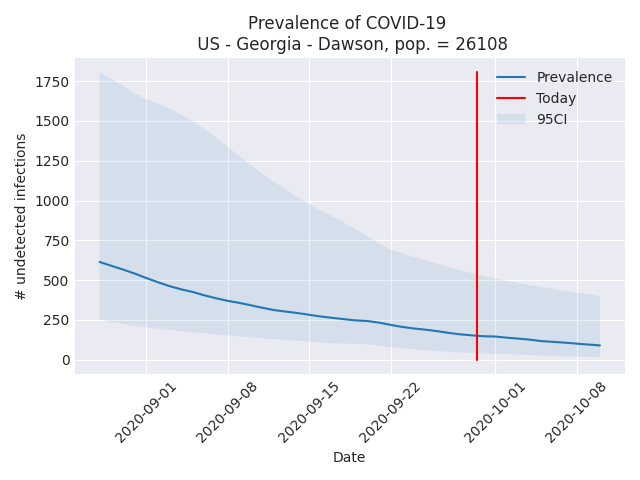 Prevalence of COVID-19
US - Georgia - Dawson, pop. = 26108
Prevalence
Today
95CI
# undetected infections
1750
1500
1250
1000
750
500
250
0
2020-09-01
2020-09-08
2020-09-15
2020-09-22
2020-10-01
2020-10-08
Date